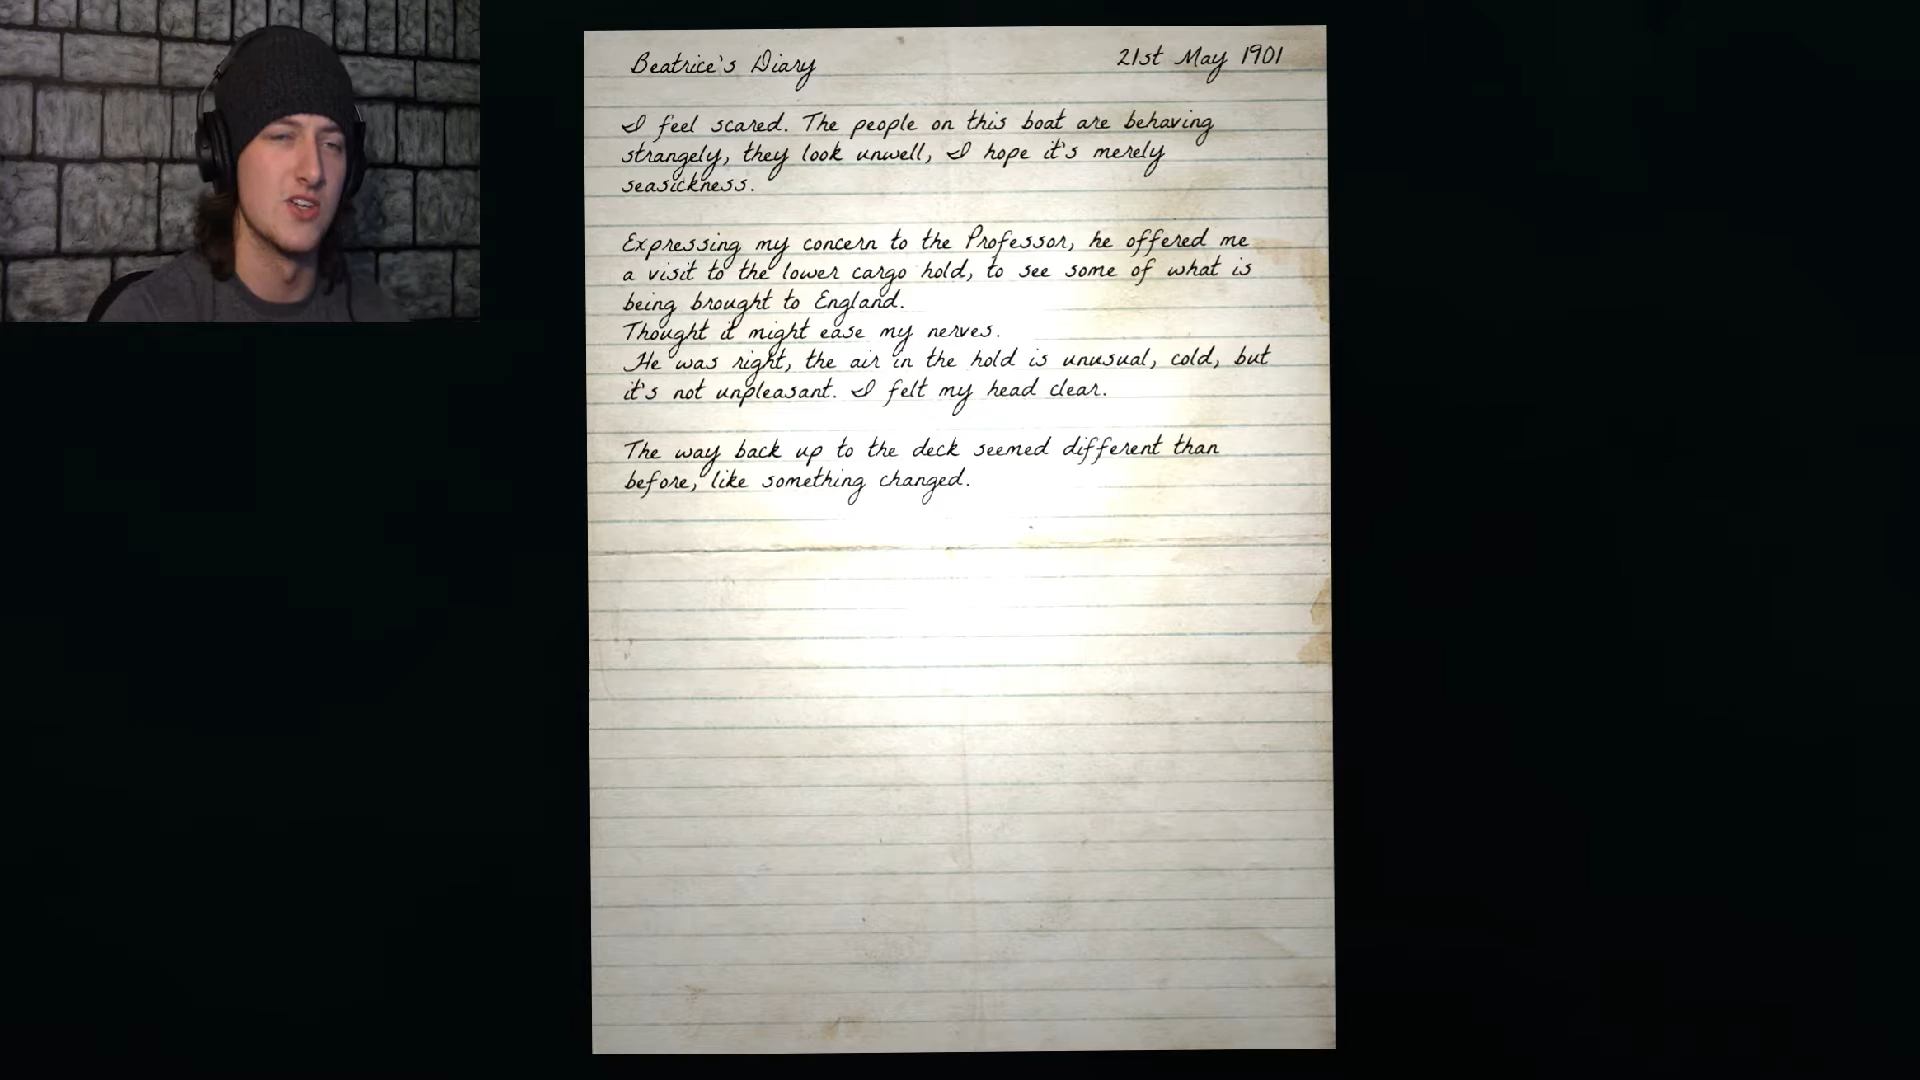 Beatrice's Diary
21st May 1901
I feel scared. The people on this boat are behaving
strangely, they look unwell, I hope it's merely
seasickness.
Expressing my concern to the Professor, he offered me
a visit to the lower cargo hold, to see some of what is
being brought to England.
Thought it might ease my nerves.
He was right, the air in the hold is unusual, cold, but
it's not unpleasant. I felt my head clear.
The way back up to the deck seemed different than
before, like something changed.